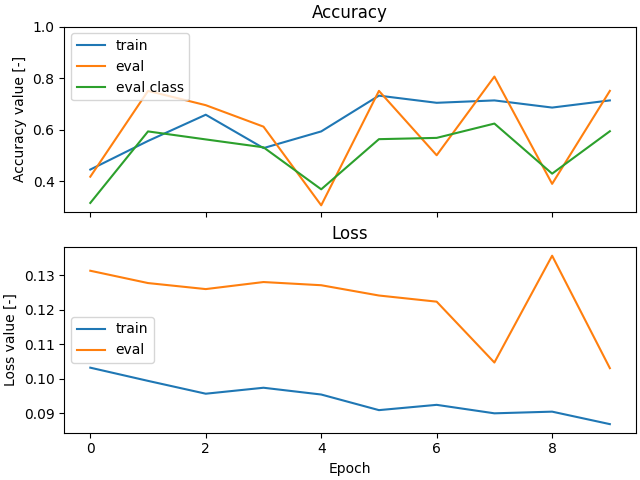 Accuracy
Accuracy value [-]
1.0
0.8
0.6
0.4
train
eval
eval class
Loss
Loss value [-]
0.13
0.12
0.11
0.10
0.09
train
eval
0 2 4 6 8
Epoch